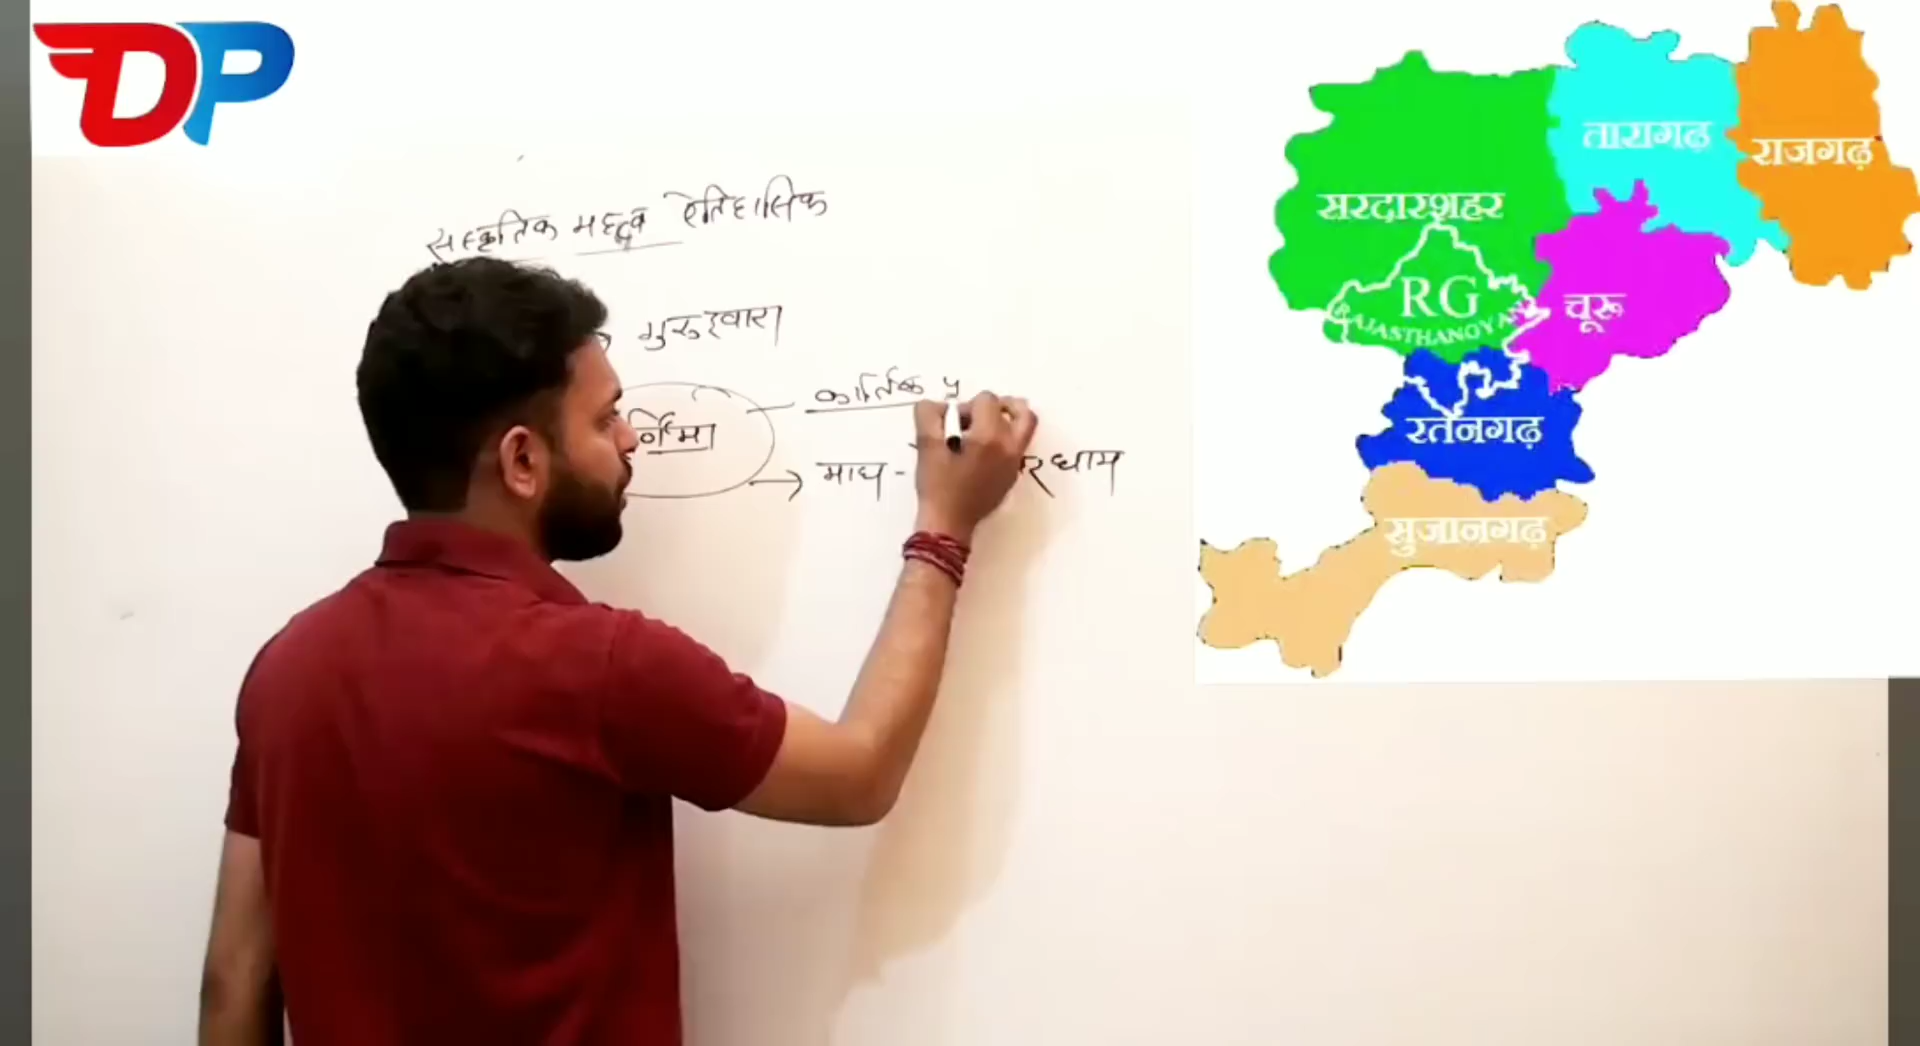 DP
सांस्कृतिक महत्व ऐतिहासिक
गुरुद्वारा
कार्तिक
माघ -
तारागढ़
राजगढ़
सरदारशहर
RG
RAJASTHANGYAN
चूरू
रतनगढ़
सुजानगढ़